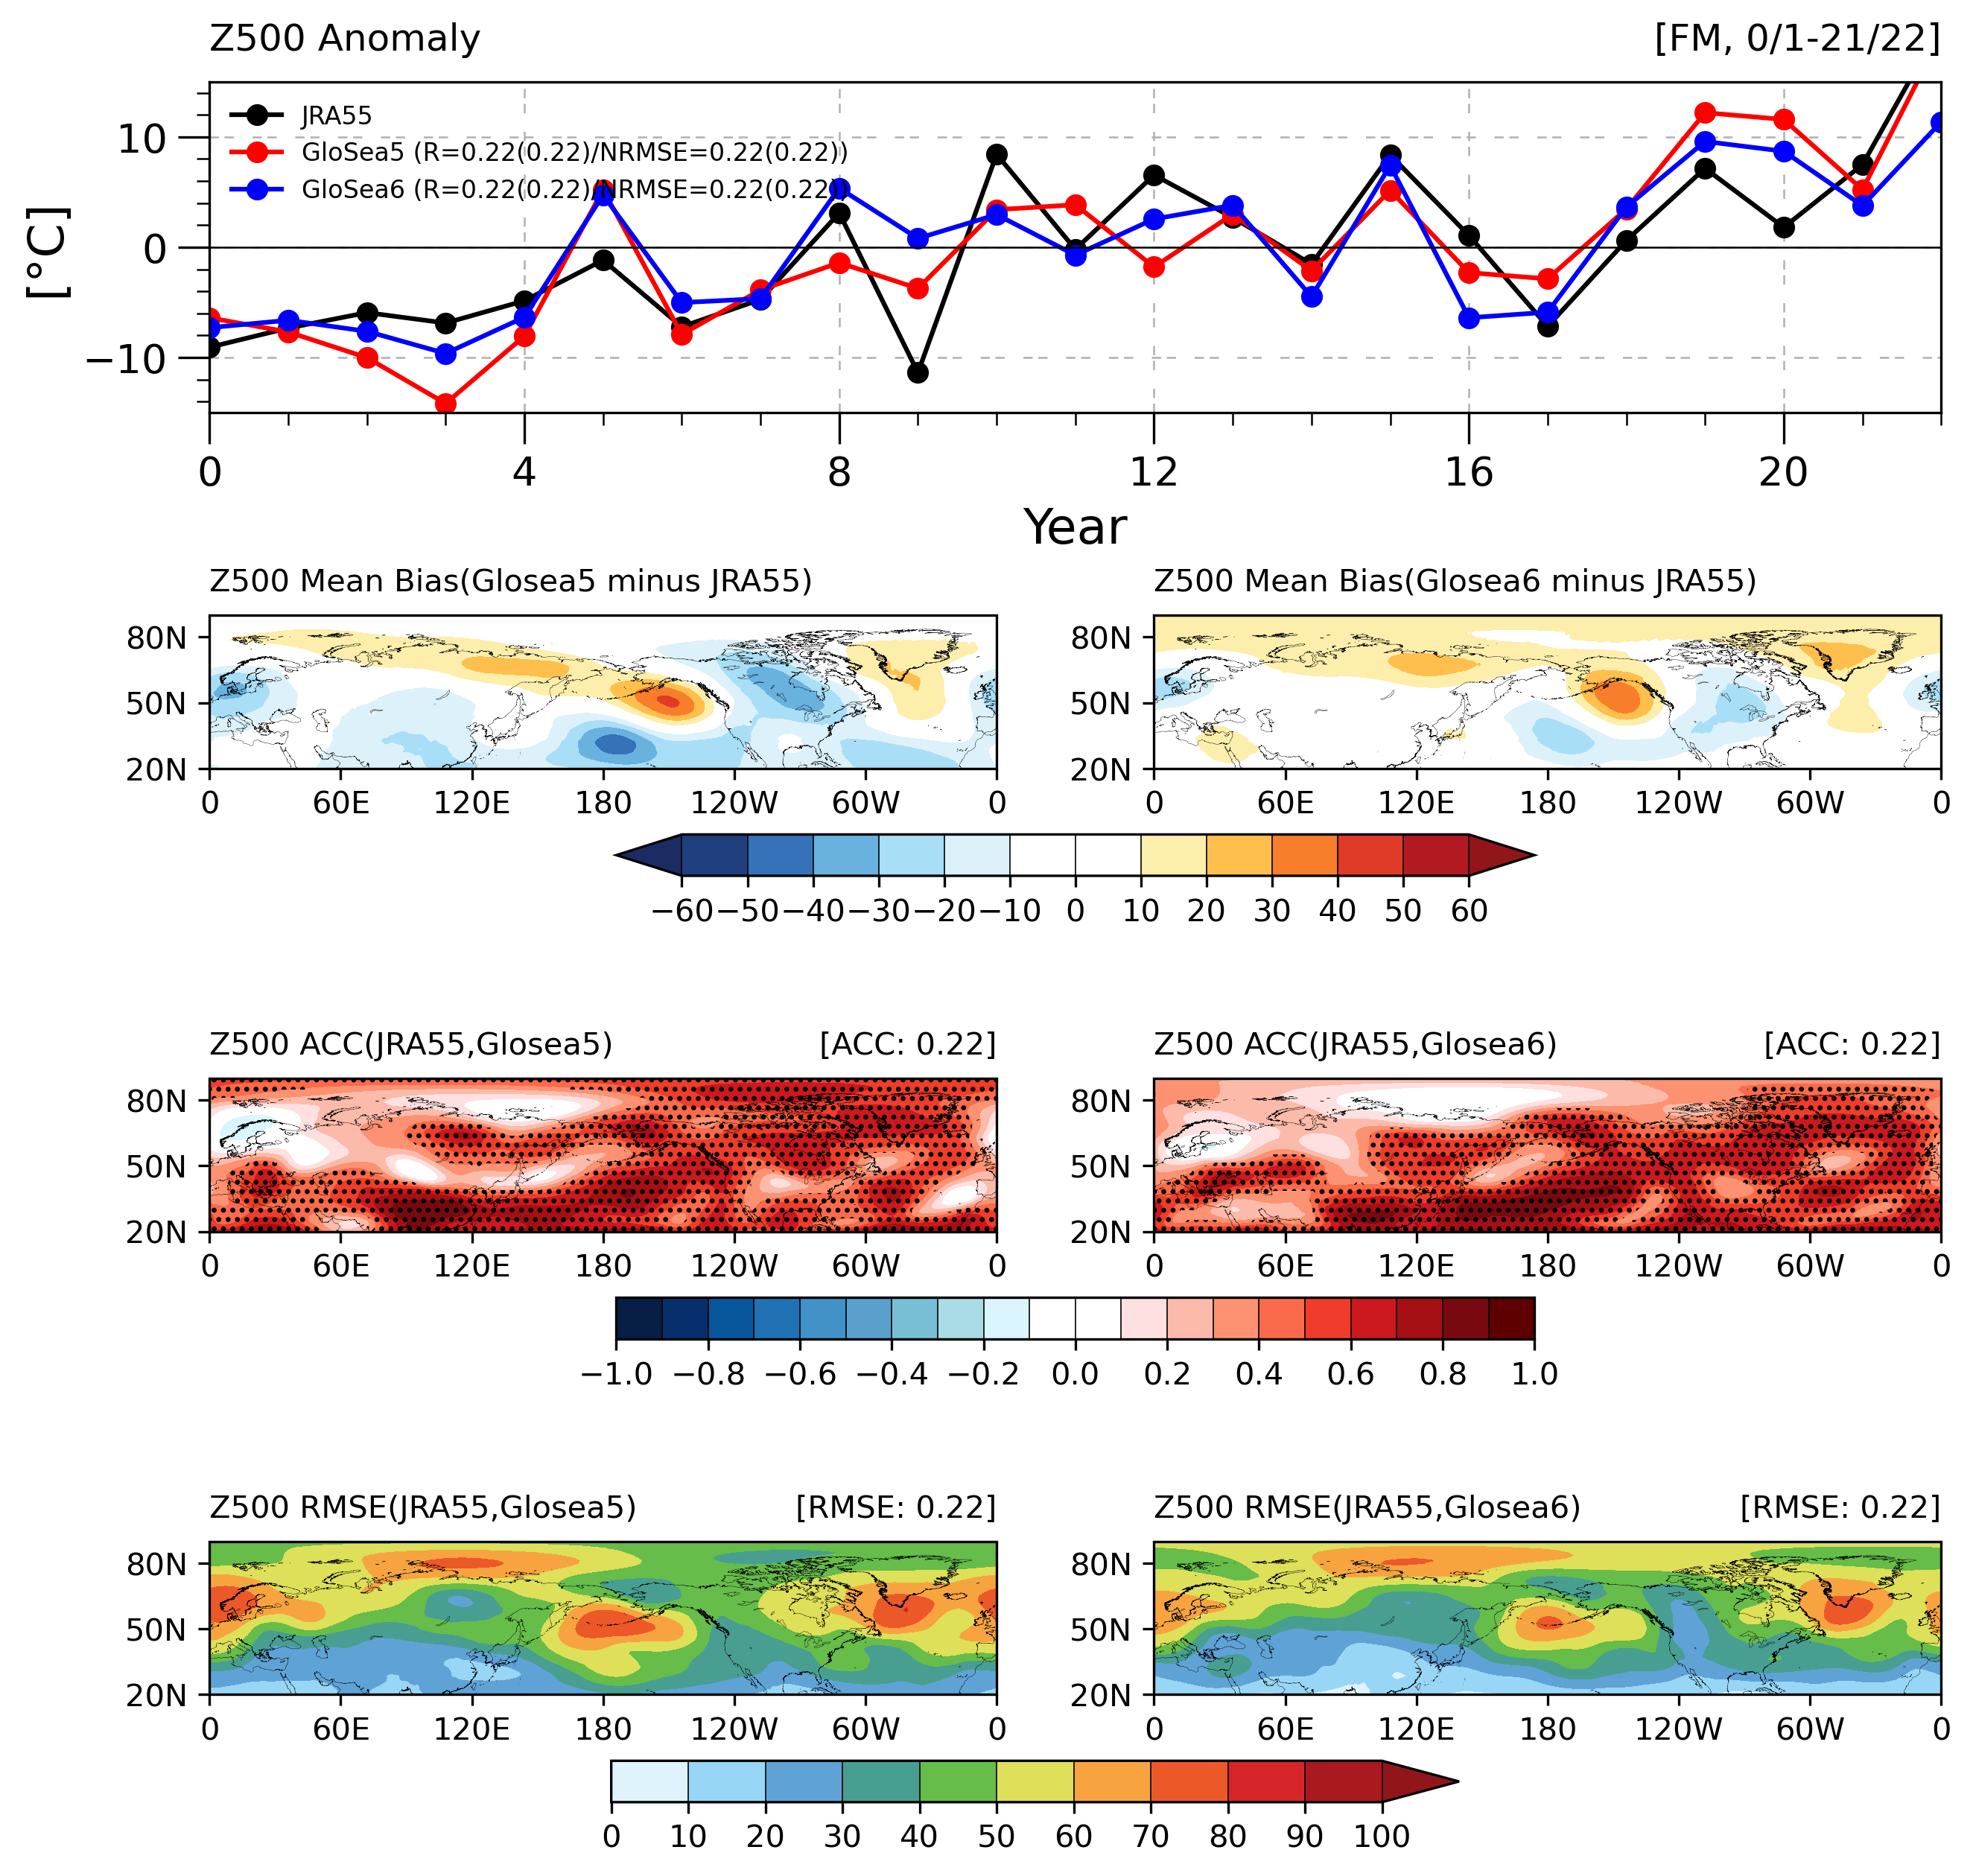 Z500 Anomaly [FM, 0/1-21/22]
JRA55
GloSea5 (R=0.22(0.22)/NRMSE=0.22(0.22))
GloSea6 (R=0.22(0.22)/NRMSE=0.22(0.22))
[°C]
10
0
−10
0 4 8 12 16 20
Year
Z500 Mean Bias(Glosea5 minus JRA55)
80N
50N
20N
0 60E 120E 180 120W 60W 0
Z500 Mean Bias(Glosea6 minus JRA55)
80N
50N
20N
0 60E 120E 180 120W 60W 0
−60 −50 −40 −30 −20 −10 0 10 20 30 40 50 60
Z500 ACC(JRA55,Glosea5) [ACC: 0.22]
80N
50N
20N
0 60E 120E 180 120W 60W 0
Z500 ACC(JRA55,Glosea6) [ACC: 0.22]
80N
50N
20N
0 60E 120E 180 120W 60W 0
−1.0 −0.8 −0.6 −0.4 −0.2 0.0 0.2 0.4 0.6 0.8 1.0
Z500 RMSE(JRA55,Glosea5) [RMSE: 0.22]
80N
50N
20N
0 60E 120E 180 120W 60W 0
Z500 RMSE(JRA55,Glosea6) [RMSE: 0.22]
80N
50N
20N
0 60E 120E 180 120W 60W 0
0 10 20 30 40 50 60 70 80 90 100